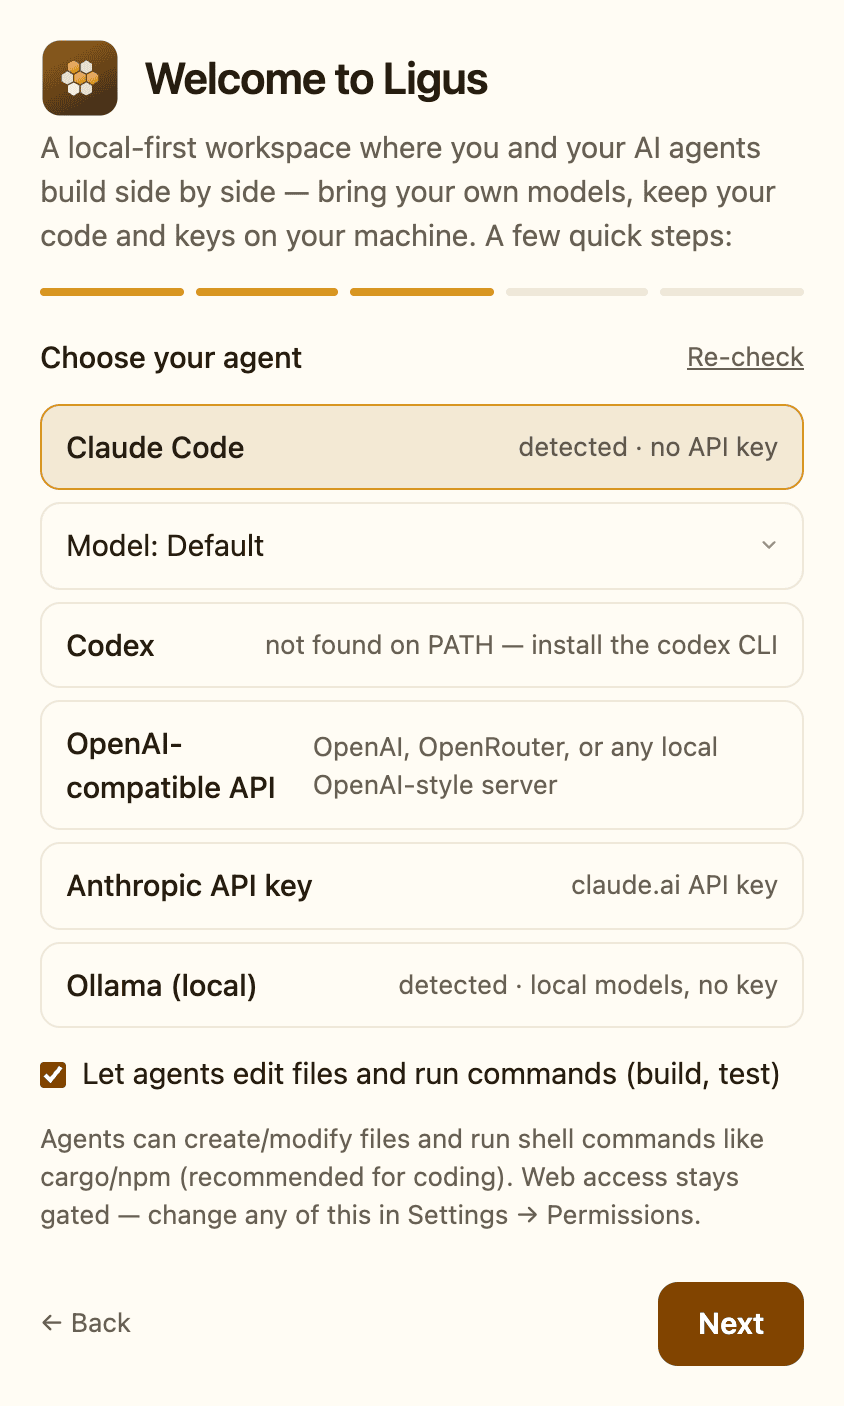 Welcome to Ligus
A local-first workspace where you and your AI agents
build side by side — bring your own models, keep your
code and keys on your machine. A few quick steps:
Choose your agent
Re-check
Claude Code
detected · no API key
Model: Default
Codex
not found on PATH — install the codex CLI
OpenAI-
compatible API
OpenAI, OpenRouter, or any local
OpenAI-style server
Anthropic API key
claude.ai API key
Ollama (local)
detected · local models, no key
Let agents edit files and run commands (build, test)
Agents can create/modify files and run shell commands like
cargo/npm (recommended for coding). Web access stays
gated — change any of this in Settings → Permissions.
← Back
Next